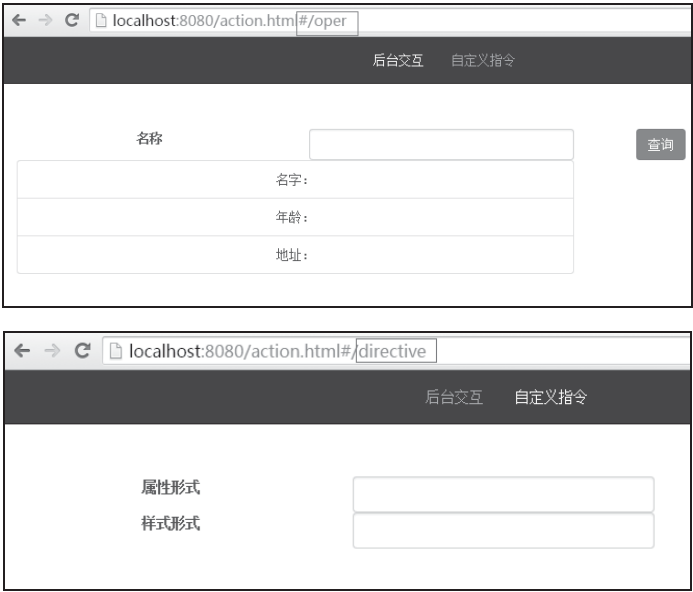 localhost:8080/action.html#/oper
后台交互 自定义指令
名称 查询
名字：
年龄：
地址：
localhost:8080/action.html#/directive
后台交互 自定义指令
属性形式
样式形式